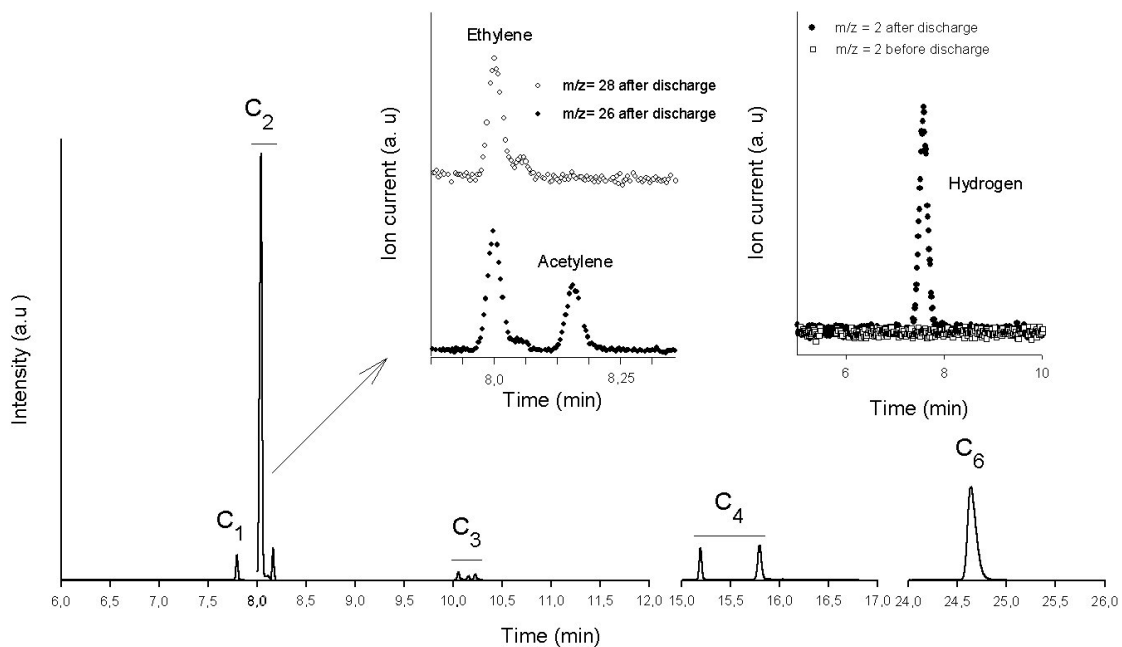 m/z = 2 after discharge
m/z = 2 before discharge
Ethylene
m/z= 28 after discharge
m/z= 26 after discharge
C2
Ion current (a. u)
Ion current (a. u)
Hydrogen
Acetylene
8,0 8,25
Time (min)
6 8 10
Time (min)
Intensity (a.u )
C1
C3
C4
C6
6,0 6,5 7,0 7,5 8,0 8,5 9,0 9,5 10,0 10,5 11,0 11,5 12,0 15,0 15,5 16,0 16,5 17,0 24,0 24,5 25,0 25,5 26,0
Time (min)